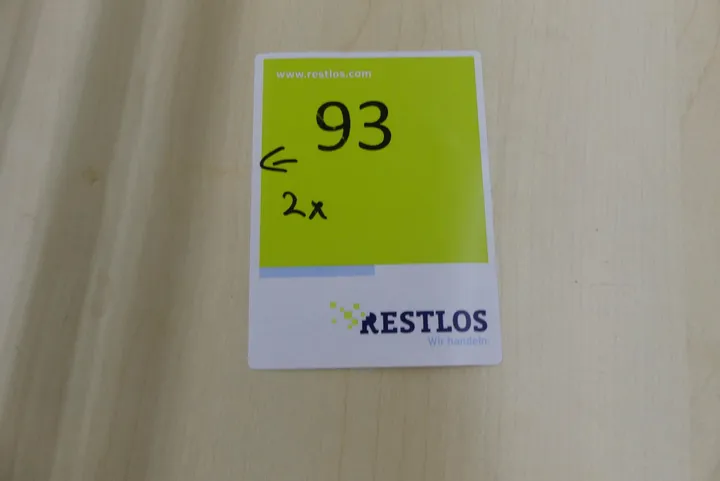 www.restlos.com
93
←
2x
RESTLOS
Wir handeln.